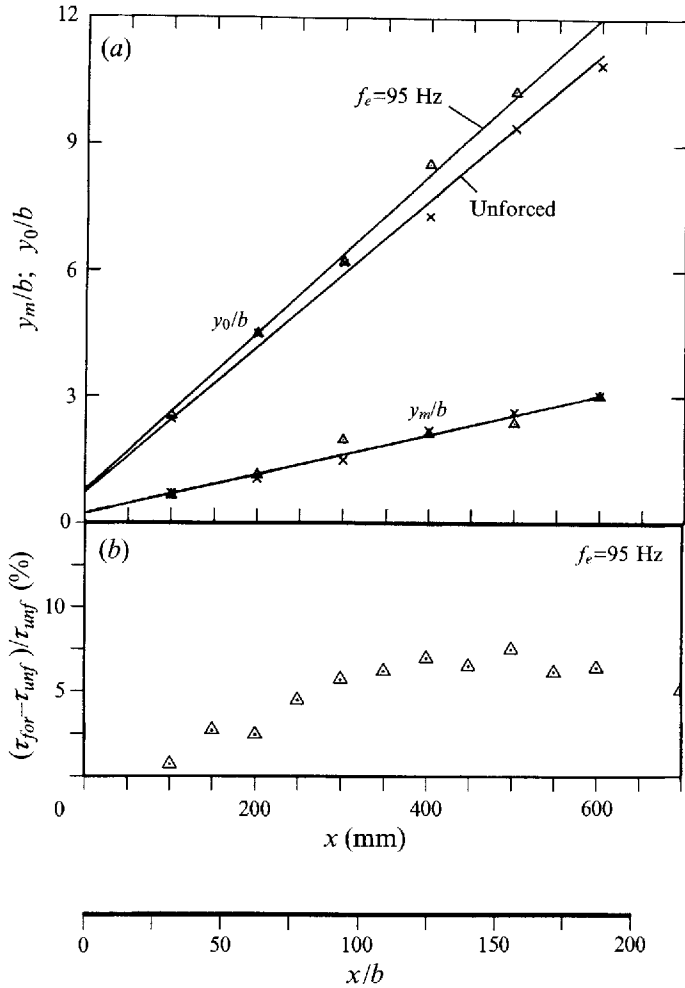 12
(a)
fe=95 Hz
9
Unforced
ym/b; y0/b
6
y0/b
3
ym/b
0
(b)
fe=95 Hz
(τfor−τunf)/τunf (%)
10
5
0 200 400 600
x (mm)
0 50 100 150 200
x/b